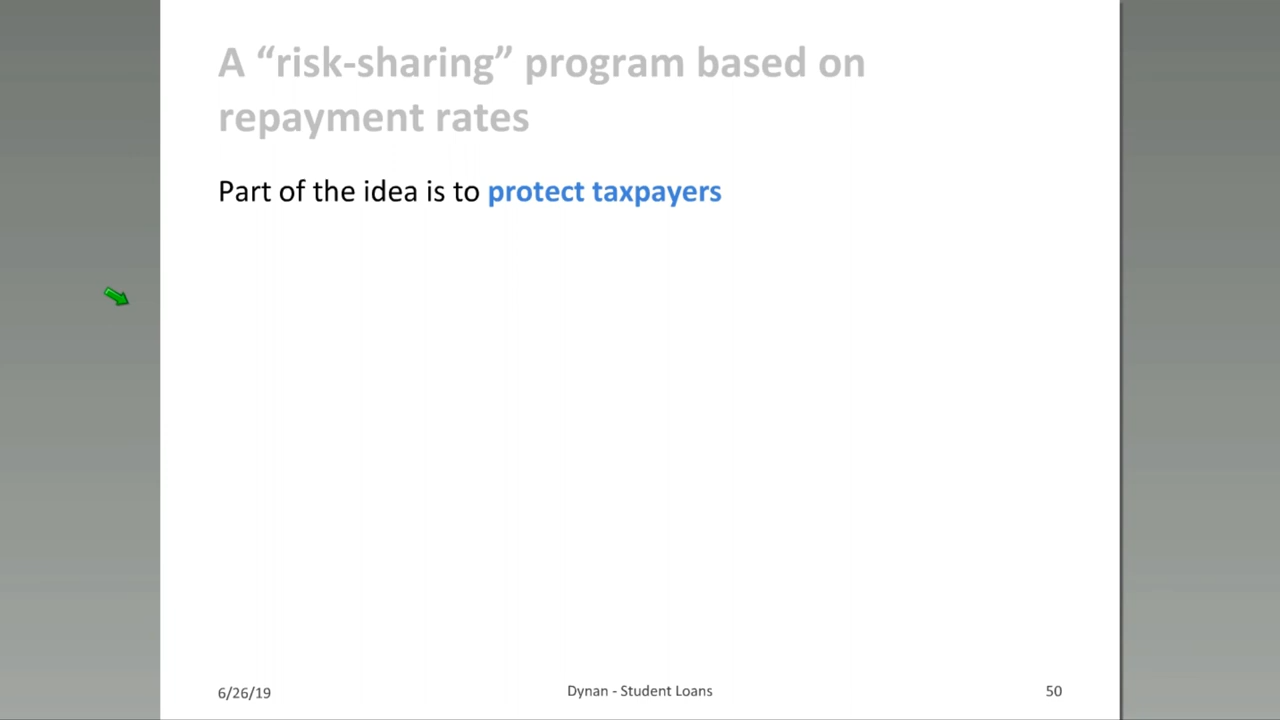 A “risk-sharing” program based on
repayment rates
Part of the idea is to protect taxpayers
6/26/19
Dynan - Student Loans
50